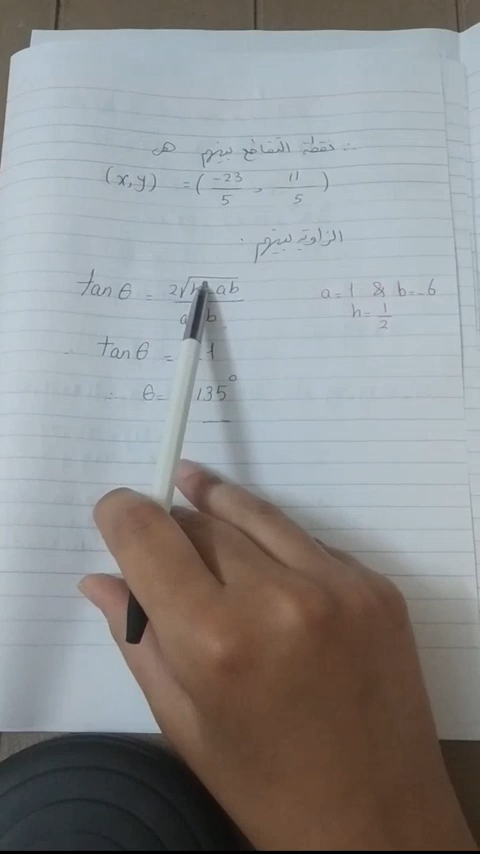 ∴ نقطة التقاطع بينهم هي
(x,y) = (-23/5 , 11/5)
الزاوية بينهم .
tan θ = 2√ ab a = 1 & b = -6
b h = 1/2
tan θ = 1
∴ θ = 135°